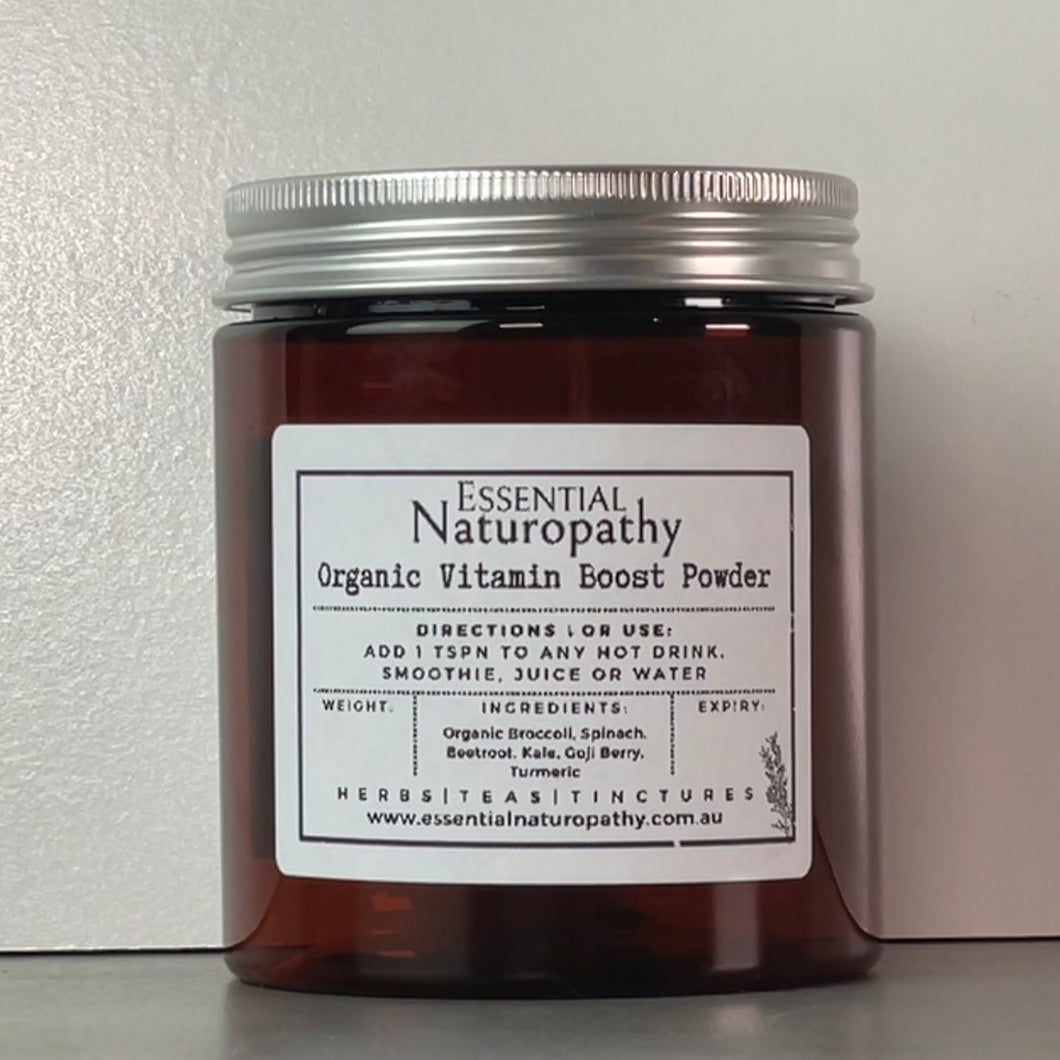 ESSENTIAL
Naturopathy
Organic Vitamin Boost Powder
DIRECTIONS FOR USE:
ADD 1 TSPN TO ANY HOT DRINK,
SMOOTHIE, JUICE OR WATER
WEIGHT:
INGREDIENTS:
Organic Broccoli, Spinach,
Beetroot, Kale, Goji Berry,
Turmeric
EXPIRY:
HERBS|TEAS|TINCTURES
www.essentialnaturopathy.com.au